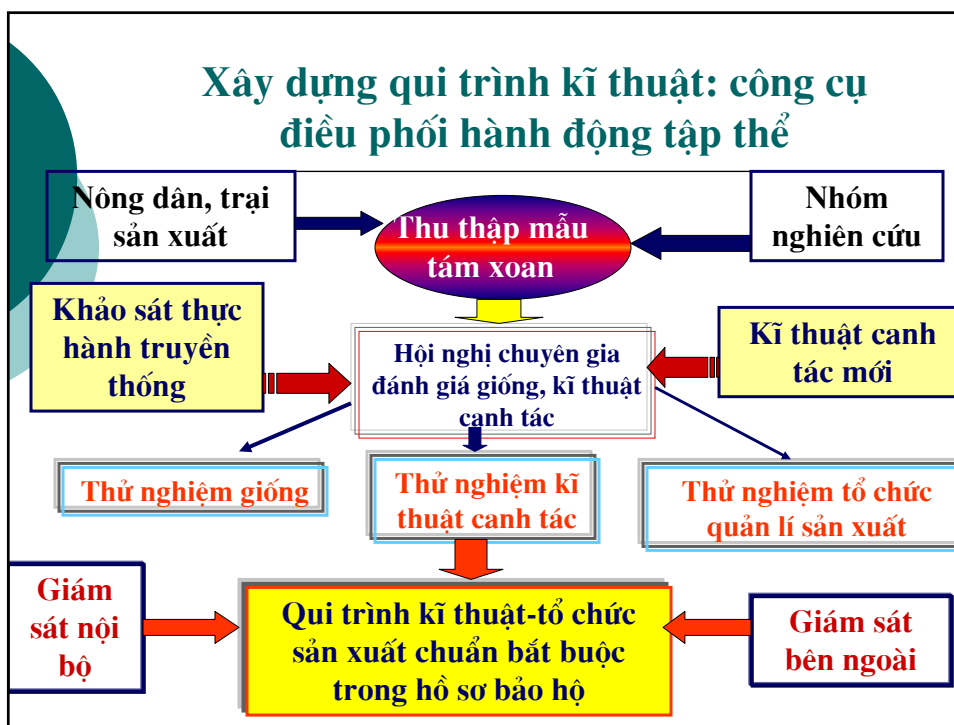 Xây dựng qui trình kĩ thuật: công cụ
điều phối hành động tập thể
Nông dân, trại
sản xuất
Thu thập mẫu
tám xoan
Nhóm
nghiên cứu
Khảo sát thực
hành truyền
thống
Hội nghị chuyên gia
đánh giá giống, kĩ thuật
canh tác
Kĩ thuật canh
tác mới
Thử nghiệm giống
Thử nghiệm kĩ
thuật canh tác
Thử nghiệm tổ chức
quản lí sản xuất
Giám
sát nội
bộ
Qui trình kĩ thuật-tổ chức
sản xuất chuẩn bắt buộc
trong hồ sơ bảo hộ
Giám sát
bên ngoài